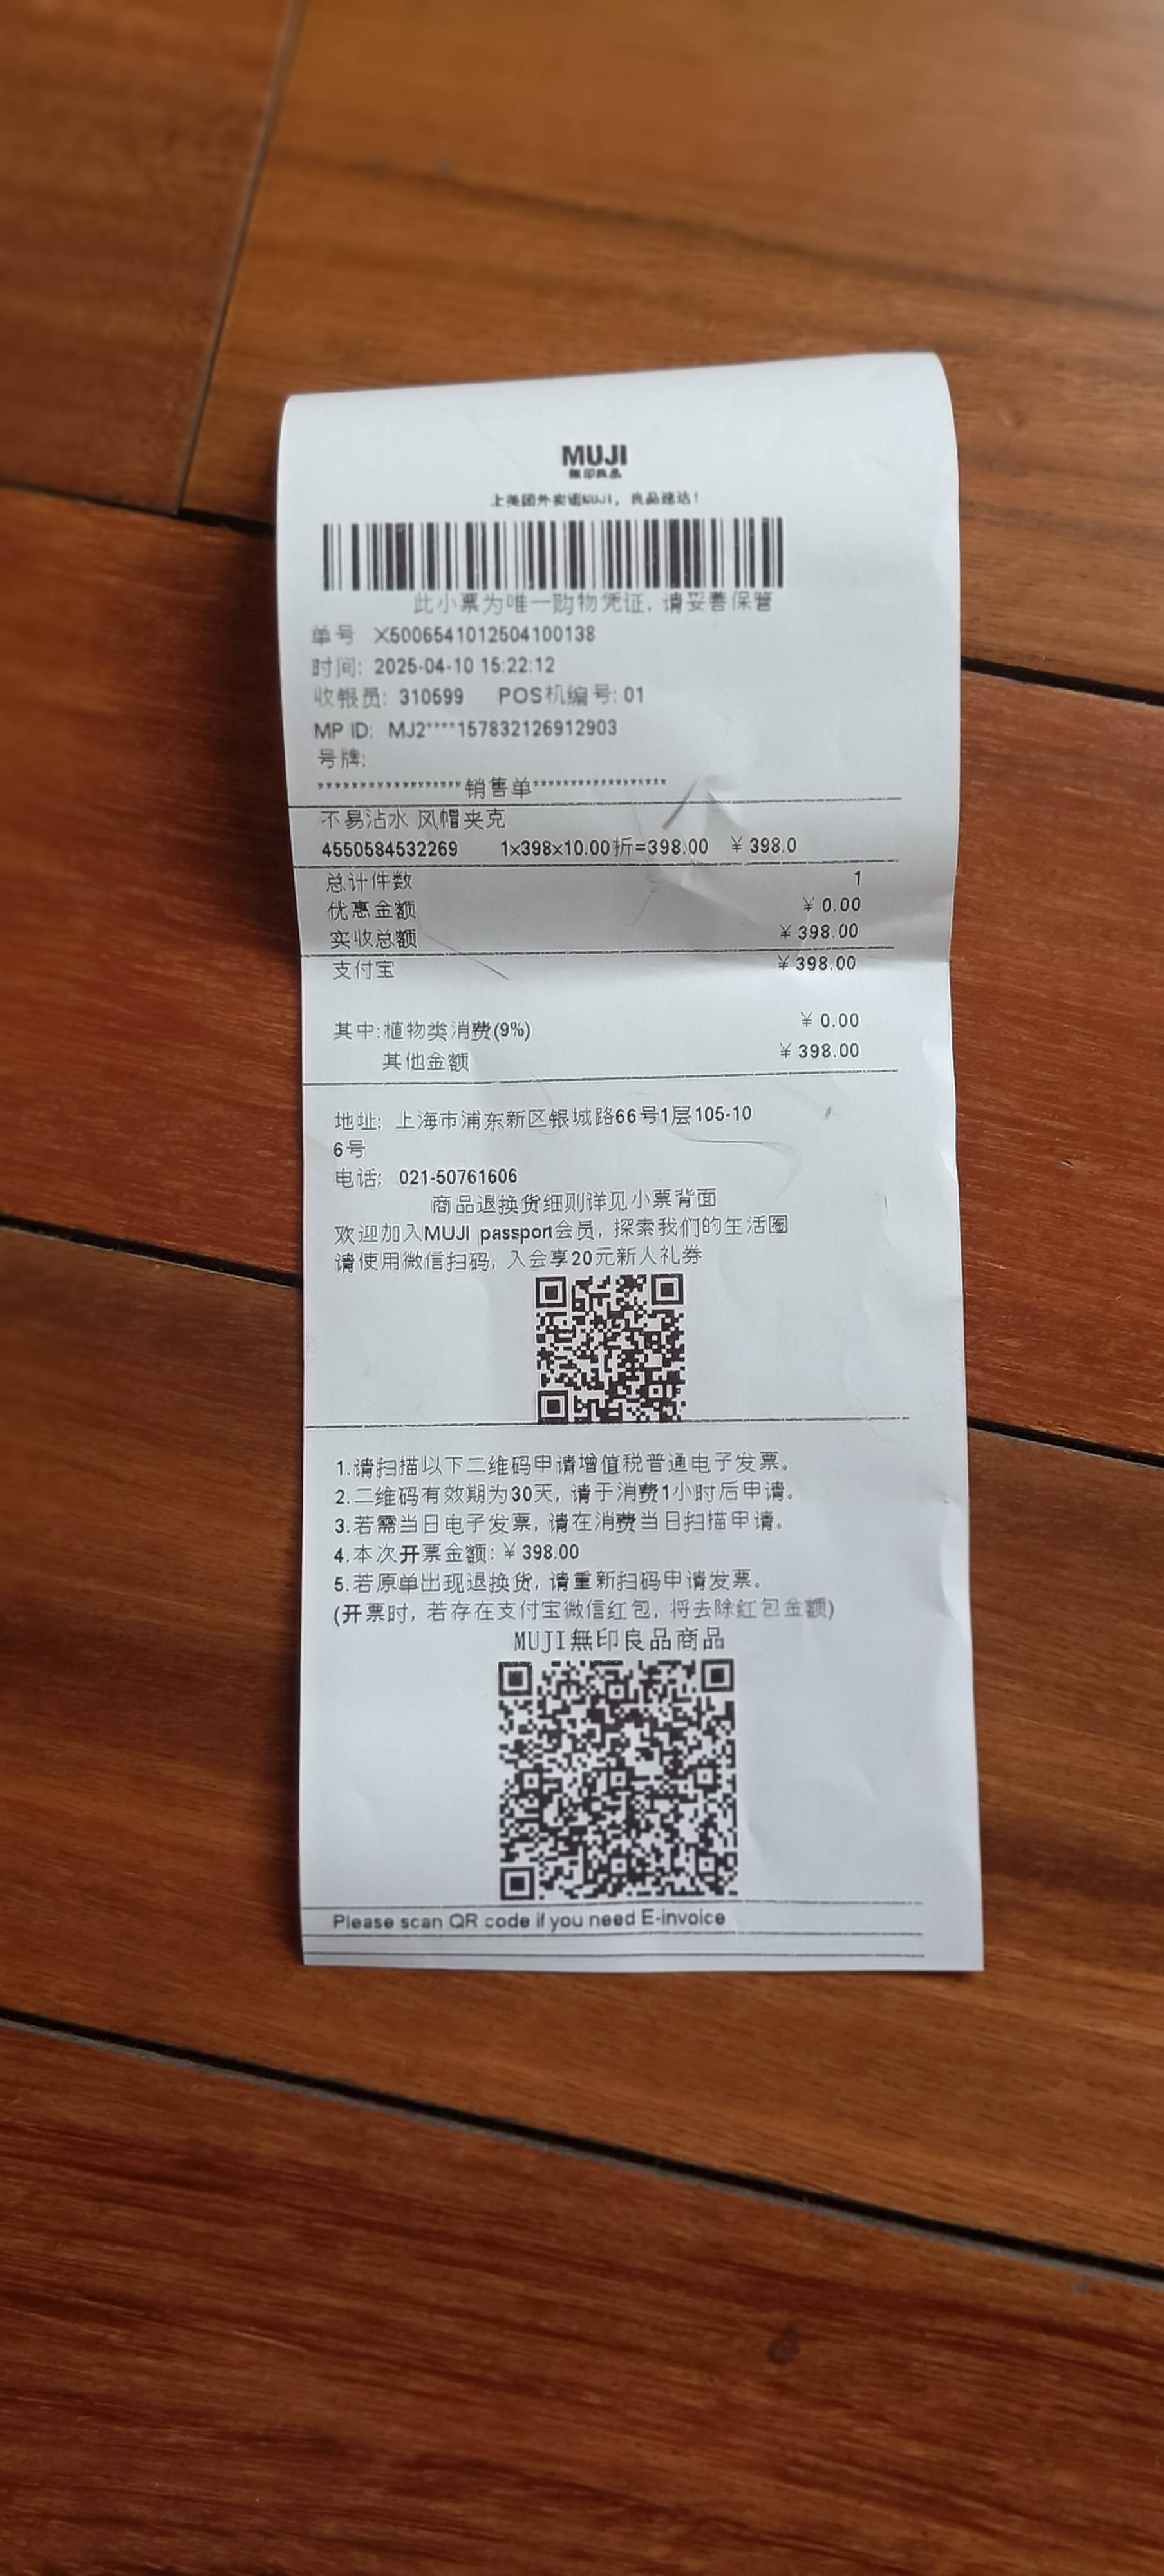 MUJI
無印良品
上美团外卖逛MUJI，良品速达！
此小票为唯一购物凭证, 请妥善保管
单号 X5006541012504100138
时间: 2025-04-10 15:22:12
收银员: 310599 POS机编号: 01
MP ID: MJ2****157832126912903
号牌:
******************销售单******************
不易沾水 风帽夹克
4550584532269 1x398x10.00折=398.00 ￥398.0
总计件数 1
优惠金额 ￥0.00
实收总额 ￥398.00
支付宝 ￥398.00
其中:植物类消费(9%) ￥0.00
其他金额 ￥398.00
地址: 上海市浦东新区银城路66号1层105-10
6号
电话: 021-50761606
商品退换货细则详见小票背面
欢迎加入MUJI passport会员, 探索我们的生活圈
请使用微信扫码, 入会享20元新人礼券
1.请扫描以下二维码申请增值税普通电子发票。
2.二维码有效期为30天, 请于消费1小时后申请。
3.若需当日电子发票, 请在消费当日扫描申请。
4.本次开票金额: ￥398.00
5.若原单出现退换货, 请重新扫码申请发票。
(开票时, 若存在支付宝微信红包, 将去除红包金额)
MUJI無印良品商品
Please scan QR code if you need E-invoice